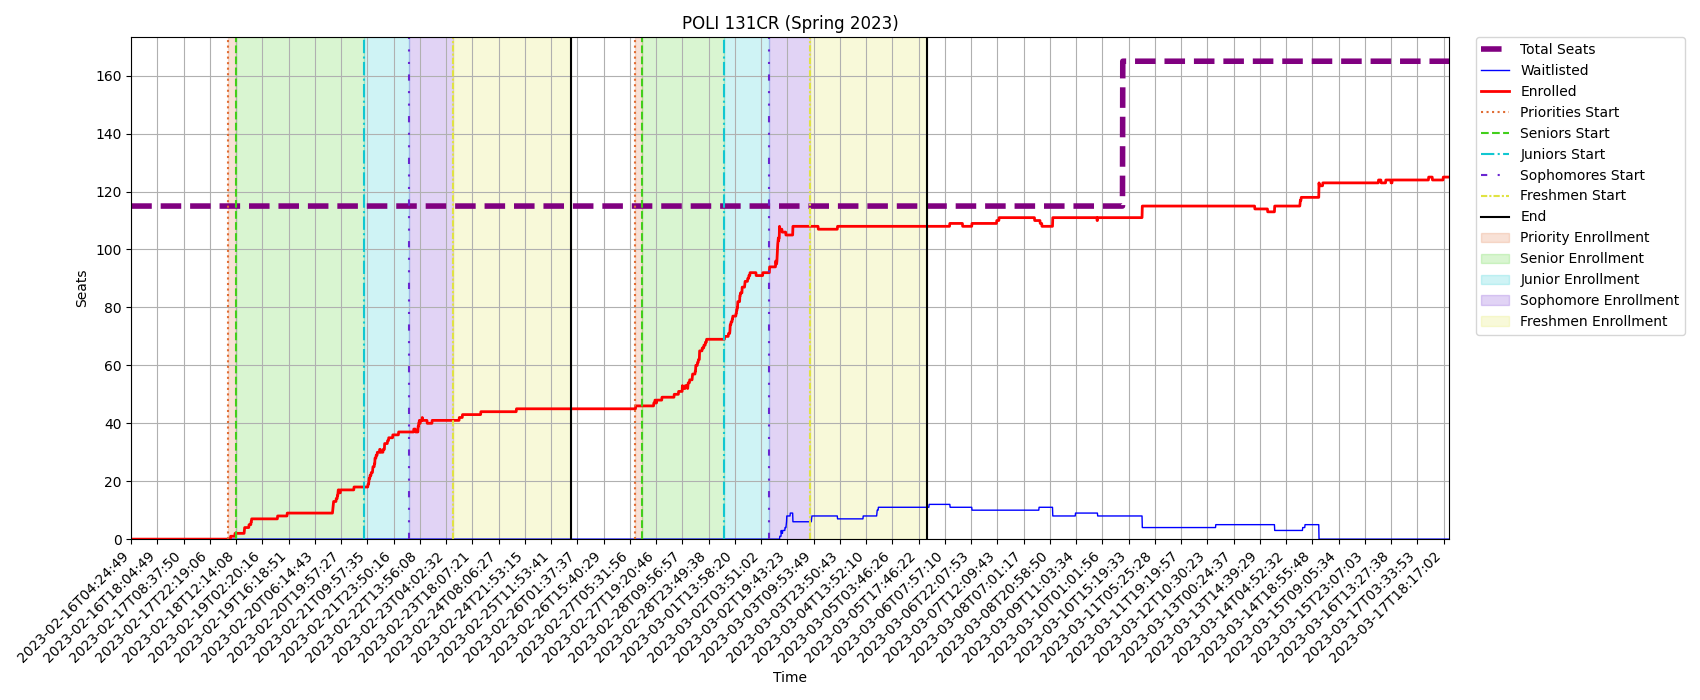 POLI 131CR (Spring 2023)
Seats
160
140
120
100
80
60
40
20
0
2023-02-16T04:24:49
2023-02-16T18:04:49
2023-02-17T08:37:50
2023-02-17T22:19:06
2023-02-18T12:14:08
2023-02-19T02:20:16
2023-02-19T16:18:51
2023-02-20T06:14:43
2023-02-20T19:57:27
2023-02-21T09:57:35
2023-02-21T23:50:16
2023-02-22T13:56:08
2023-02-23T04:02:32
2023-02-23T18:07:21
2023-02-24T08:06:27
2023-02-24T21:53:15
2023-02-25T11:53:41
2023-02-26T01:37:37
2023-02-26T15:40:29
2023-02-27T05:31:56
2023-02-27T19:20:46
2023-02-28T09:56:57
2023-02-28T23:49:38
2023-03-01T13:58:20
2023-03-02T03:51:02
2023-03-02T19:43:23
2023-03-03T09:53:49
2023-03-03T23:50:43
2023-03-04T13:52:10
2023-03-05T03:46:26
2023-03-05T17:46:22
2023-03-06T07:57:10
2023-03-06T22:07:53
2023-03-07T12:09:43
2023-03-08T07:01:17
2023-03-08T20:58:50
2023-03-09T11:03:34
2023-03-10T01:01:56
2023-03-10T15:19:33
2023-03-11T05:25:28
2023-03-11T19:19:57
2023-03-12T10:30:23
2023-03-13T00:24:37
2023-03-13T14:39:29
2023-03-14T04:52:32
2023-03-14T18:55:48
2023-03-15T09:05:34
2023-03-15T23:07:03
2023-03-16T13:27:38
2023-03-17T03:33:53
2023-03-17T18:17:02
Time
Total Seats
Waitlisted
Enrolled
Priorities Start
Seniors Start
Juniors Start
Sophomores Start
Freshmen Start
End
Priority Enrollment
Senior Enrollment
Junior Enrollment
Sophomore Enrollment
Freshmen Enrollment